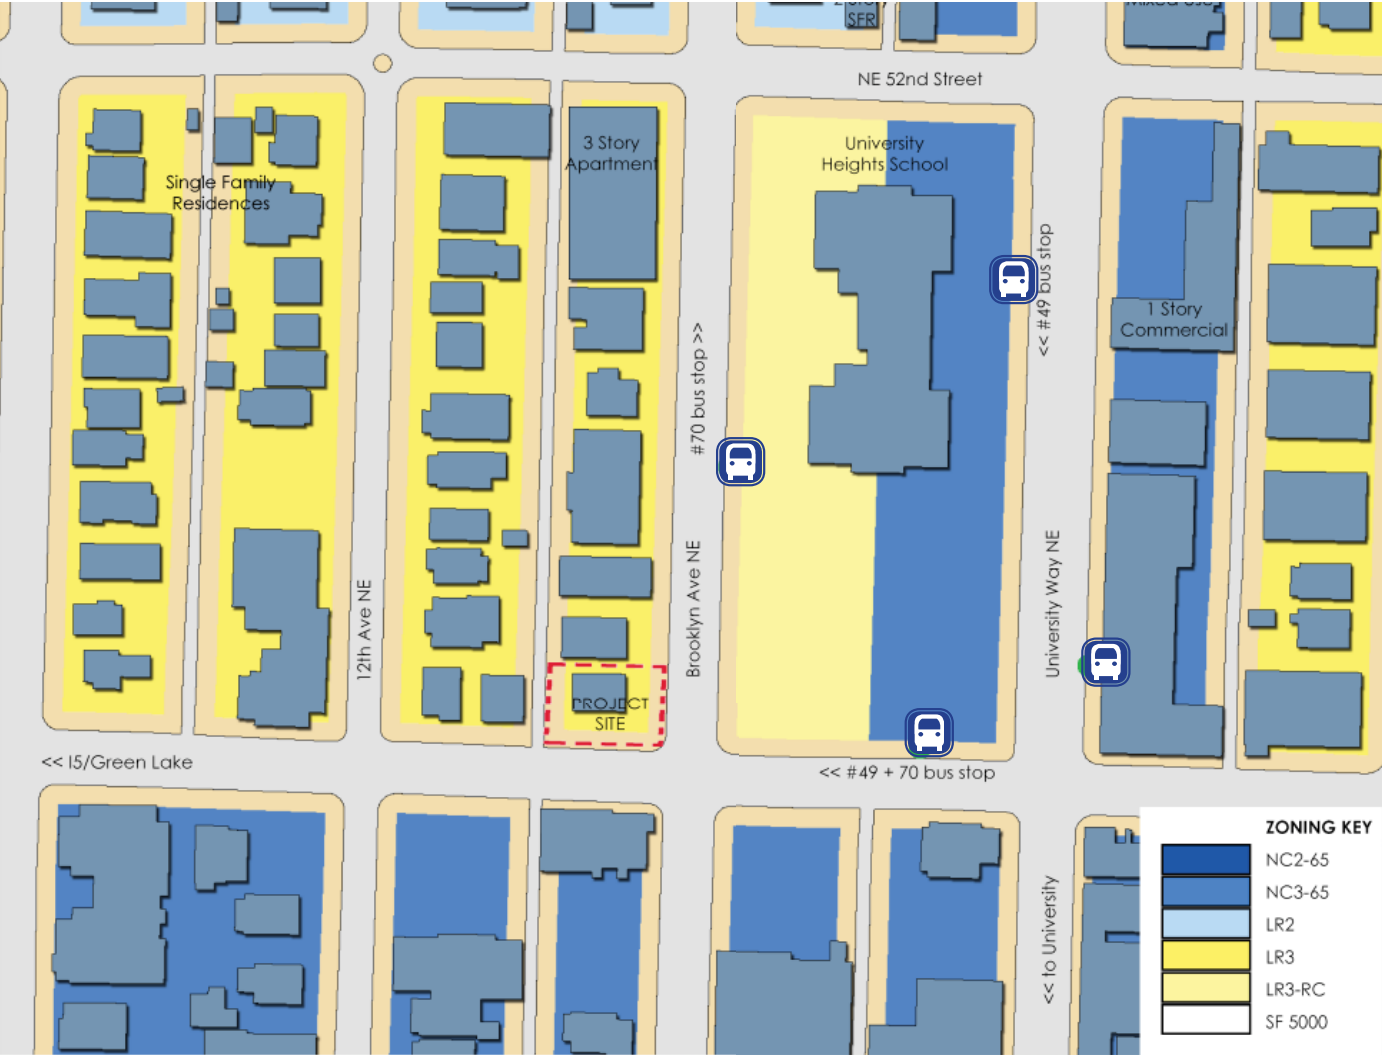 SFR
NE 52nd Street
3 Story
Apartment
University
Heights School
Single Family
Residences
<< #49 bus stop
1 Story
Commercial
#70 bus stop >>
12th Ave NE
Brooklyn Ave NE
University Way NE
PROJECT
SITE
<< I5/Green Lake
<< #49 + 70 bus stop
<< to University
ZONING KEY
NC2-65
NC3-65
LR2
LR3
LR3-RC
SF 5000